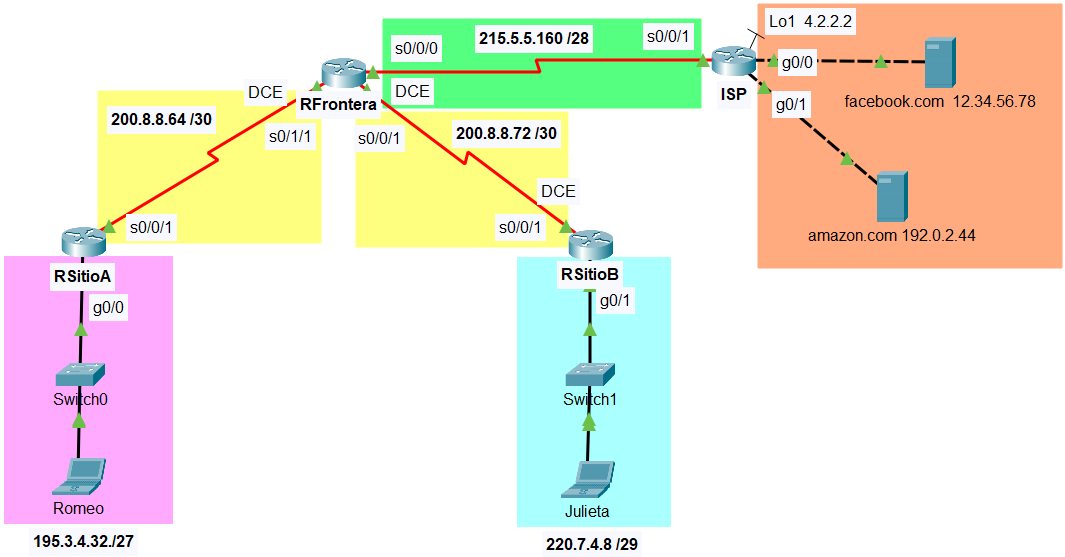 Lo1 4.2.2.2
215.5.5.160 /28
s0/0/0
s0/0/1
g0/0
DCE
DCE
ISP
RFrontera
facebook.com 12.34.56.78
g0/1
200.8.8.64 /30
s0/1/1
s0/0/1
200.8.8.72 /30
DCE
s0/0/1
s0/0/1
amazon.com 192.0.2.44
RSitioA
RSitioB
g0/0
g0/1
Switch0
Switch1
Romeo
Julieta
195.3.4.32./27
220.7.4.8 /29